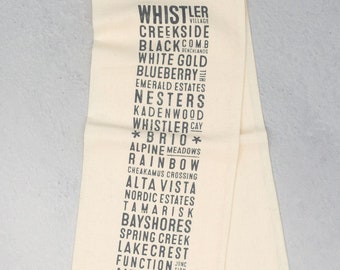 WHISTLER
VILLAGE
CREEKSIDE
BLACKCOMB
BENCHLANDS
WHITE GOLD
BLUEBERRY HILL
EMERALD ESTATES
NESTERS
KADENWOOD
WHISTLER CAY
* BRIO *
ALPINE MEADOWS
RAINBOW
CHEAKAMUS CROSSING
ALTA VISTA
NORDIC ESTATES
TAMARISK
BAYSHORES
SPRING CREEK
LAKECREST
FUNCTION JUNC